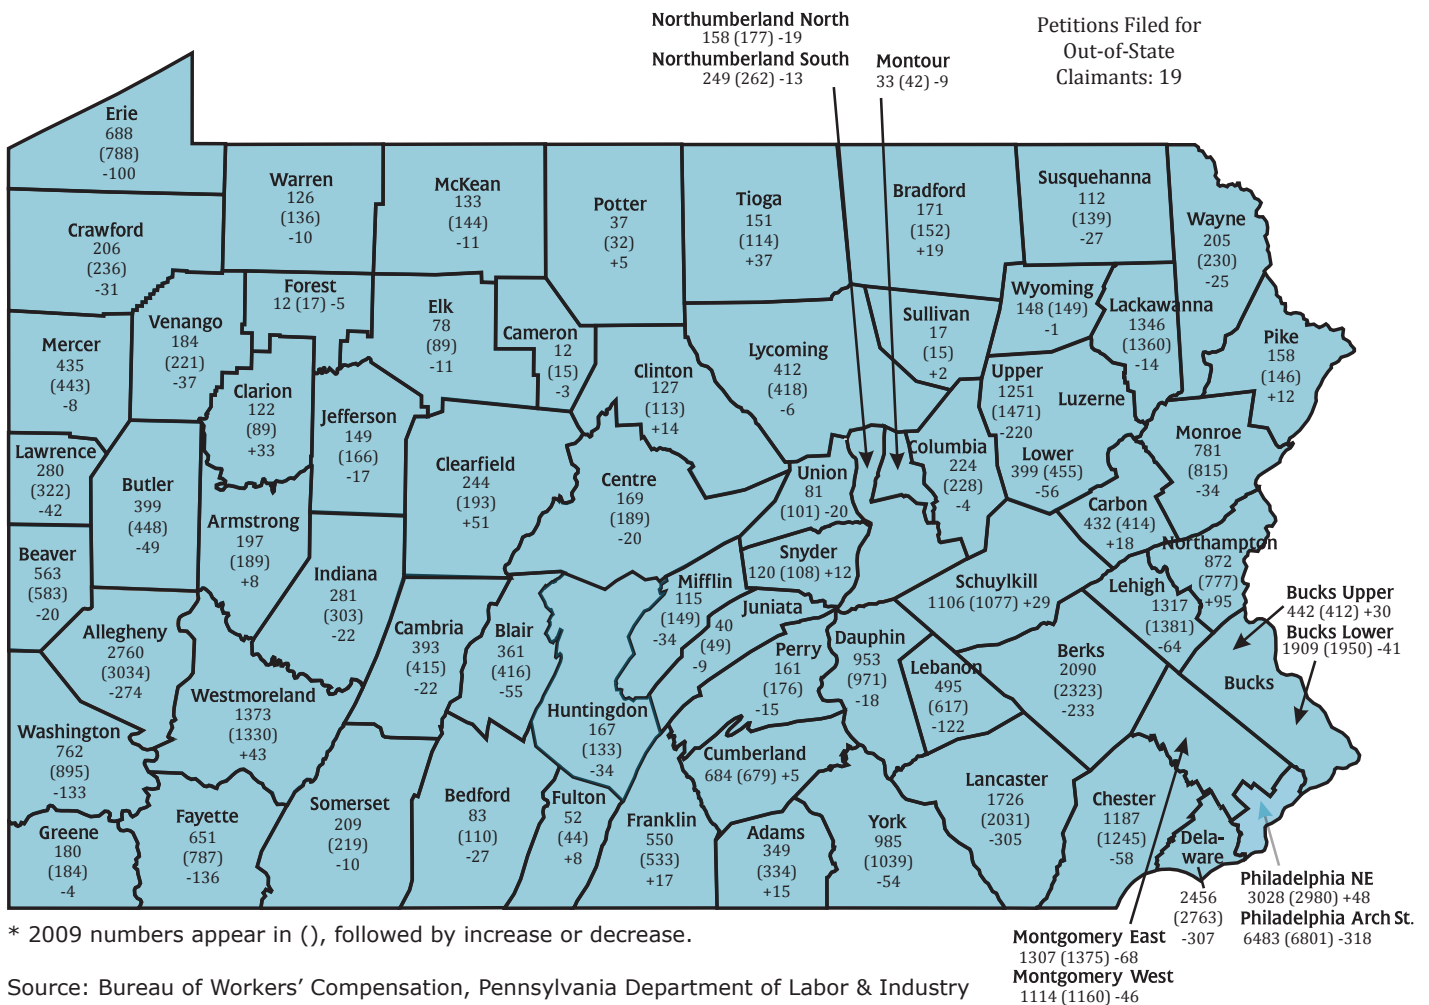 Northumberland North
158 (177) -19
Northumberland South
249 (262) -13
Montour
33 (42) -9
Petitions Filed for
Out-of-State
Claimants: 19
Erie
688
(788)
-100
Warren
126
(136)
-10
McKean
133
(144)
-11
Potter
37
(32)
+5
Tioga
151
(114)
+37
Bradford
171
(152)
+19
Susquehanna
112
(139)
-27
Wayne
205
(230)
-25
Crawford
206
(236)
-31
Forest
12 (17) -5
Venango
184
(221)
-37
Elk
78
(89)
-11
Cameron
12
(15)
-3
Sullivan
17
(15)
+2
Wyoming
148 (149)
-1
Lackawanna
1346
(1360)
-14
Pike
158
(146)
+12
Mercer
435
(443)
-8
Clarion
122
(89)
+33
Jefferson
149
(166)
-17
Clinton
127
(113)
+14
Lycoming
412
(418)
-6
Upper
1251
(1471)
-220
Luzerne
Lower
399 (455)
-56
Monroe
781
(815)
-34
Lawrence
280
(322)
-42
Butler
399
(448)
-49
Clearfield
244
(193)
+51
Centre
169
(189)
-20
Union
81
(101) -20
Columbia
224
(228)
-4
Carbon
432 (414)
+18
Northampton
872
(777)
+95
Armstrong
197
(189)
+8
Beaver
563
(583)
-20
Indiana
281
(303)
-22
Snyder
120 (108) +12
Mifflin
115
(149)
-34
Juniata
40
(49)
-9
Schuylkill
1106 (1077) +29
Lehigh
1317
(1381)
-64
Bucks Upper
442 (412) +30
Bucks Lower
1909 (1950) -41
Bucks
Allegheny
2760
(3034)
-274
Cambria
393
(415)
-22
Blair
361
(416)
-55
Perry
161
(176)
-15
Dauphin
953
(971)
-18
Lebanon
495
(617)
-122
Berks
2090
(2323)
-233
Westmoreland
1373
(1330)
+43
Huntingdon
167
(133)
-34
Washington
762
(895)
-133
Cumberland
684 (679) +5
Lancaster
1726
(2031)
-305
Chester
1187
(1245)
-58
Greene
180
(184)
-4
Fayette
651
(787)
-136
Somerset
209
(219)
-10
Bedford
83
(110)
-27
Fulton
52
(44)
+8
Franklin
550
(533)
+17
Adams
349
(334)
+15
York
985
(1039)
-54
Dela-
ware
2456
(2763)
-307
Philadelphia NE
3028 (2980) +48
Philadelphia Arch St.
6483 (6801) -318
Montgomery East
1307 (1375) -68
Montgomery West
1114 (1160) -46
* 2009 numbers appear in (), followed by increase or decrease.
Source: Bureau of Workers’ Compensation, Pennsylvania Department of Labor & Industry